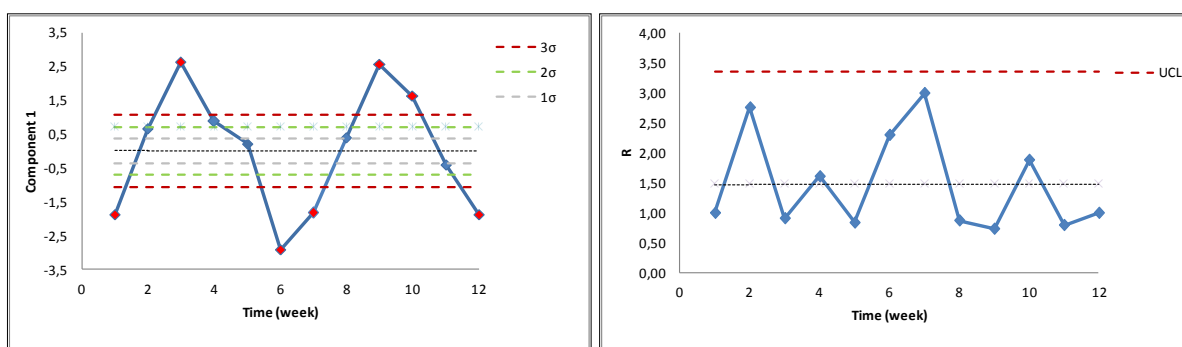 3,5
2,5
1,5
0,5
-0,5
-1,5
-2,5
-3,5
Component 1
0 2 4 6 8 10 12
Time (week)
3σ
2σ
1σ
4,00
3,50
3,00
2,50
2,00
1,50
1,00
0,50
0,00
R
0 2 4 6 8 10 12
Time (week)
UCL